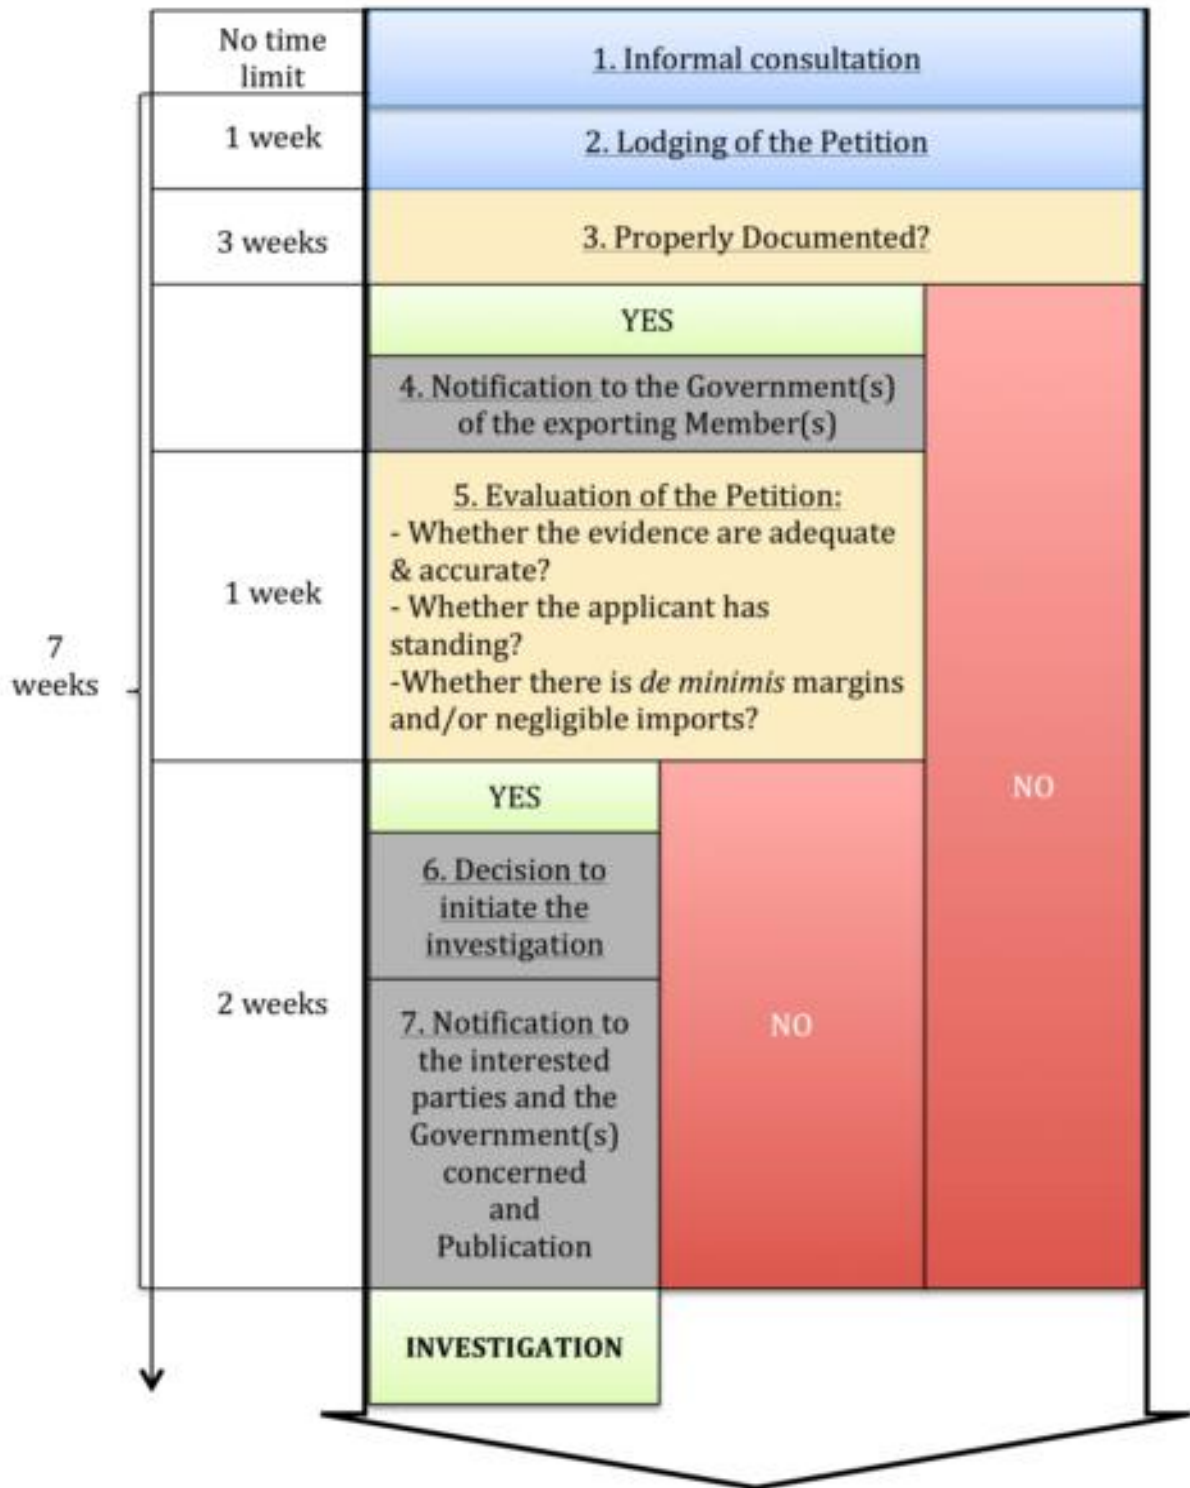 No time
limit
1. Informal consultation
1 week
2. Lodging of the Petition
3 weeks
3. Properly Documented?
YES
4. Notification to the Government(s)
of the exporting Member(s)
5. Evaluation of the Petition:
- Whether the evidence are adequate
& accurate?
- Whether the applicant has
standing?
-Whether there is de minimis margins
and/or negligible imports?
1 week
7
weeks
NO
YES
6. Decision to
initiate the
investigation
2 weeks
7. Notification to
the interested
parties and the
Government(s)
concerned
and
Publication
NO
INVESTIGATION